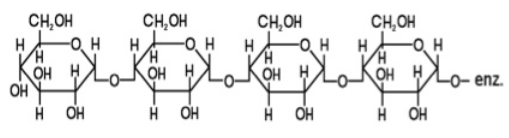 CH₂OH CH₂OH CH₂OH CH₂OH
H O H H O H H O H H O H
H H H H
OH H OH H OH H OH H
OH O O O O– enz.
H OH H OH H OH H OH